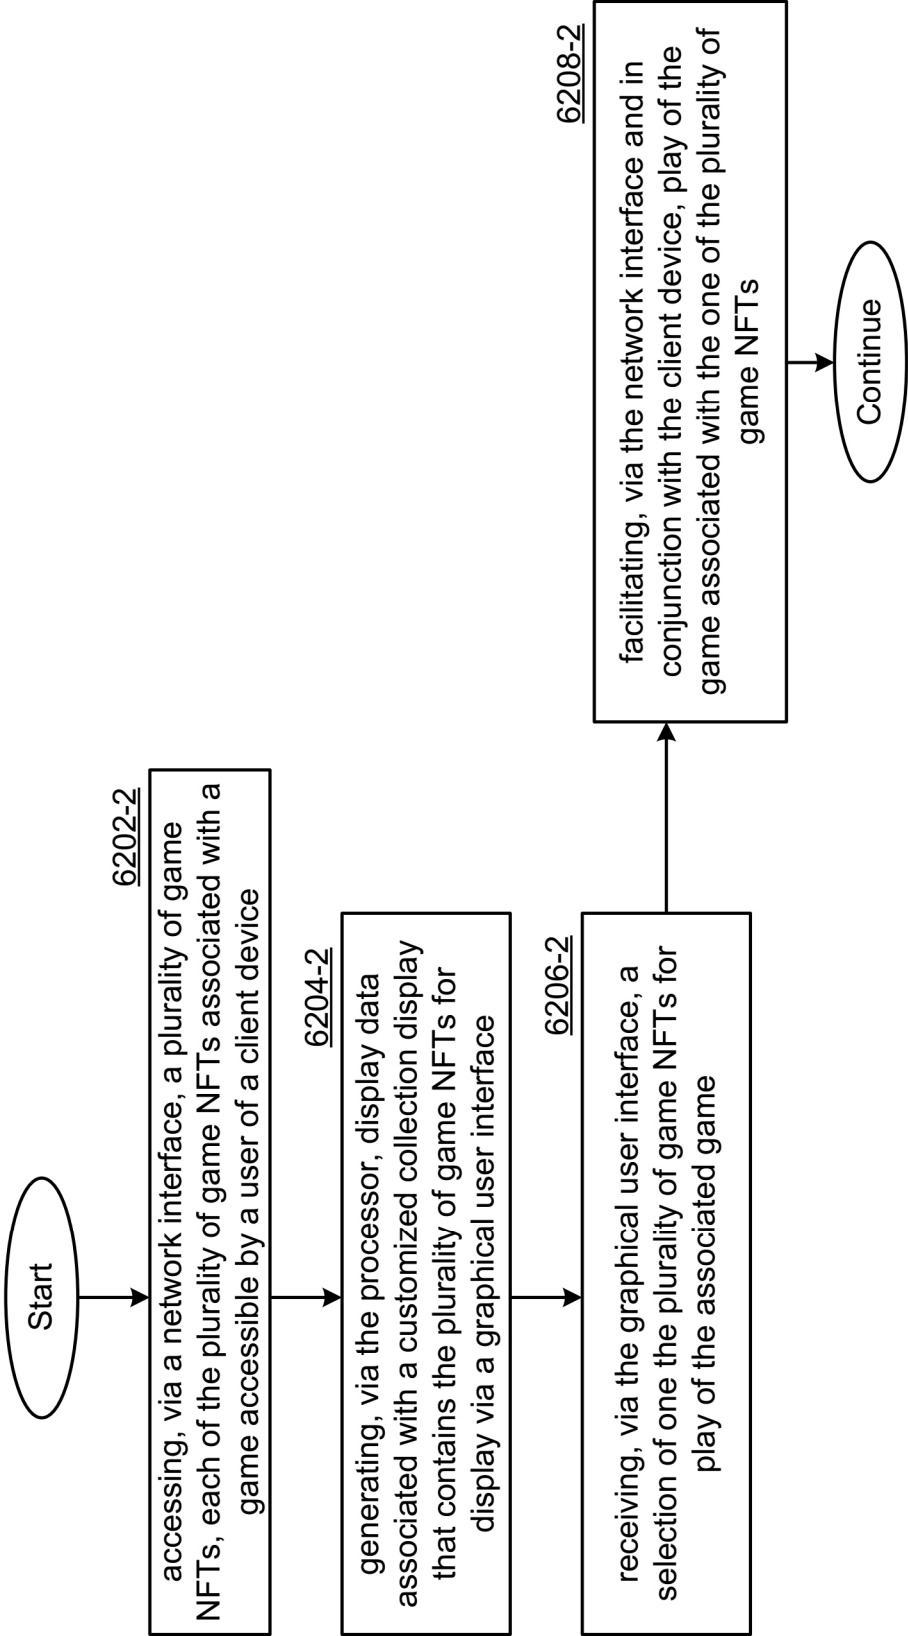 Start
6202-2
accessing, via a network interface, a plurality of game
NFTs, each of the plurality of game NFTs associated with a
game accessible by a user of a client device
6204-2
generating, via the processor, display data
associated with a customized collection display
that contains the plurality of game NFTs for
display via a graphical user interface
6206-2
receiving, via the graphical user interface, a
selection of one the plurality of game NFTs for
play of the associated game
6208-2
facilitating, via the network interface and in
conjunction with the client device, play of the
game associated with the one of the plurality of
game NFTs
Continue